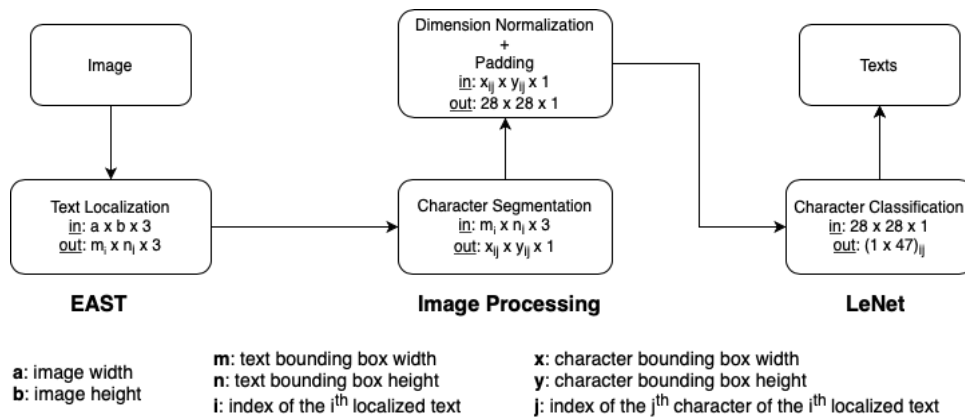 Image
Text Localization
in: a x b x 3
out: mᵢ x nᵢ x 3
EAST
Dimension Normalization
+
Padding
in: xᵢⱼ x yᵢⱼ x 1
out: 28 x 28 x 1
Character Segmentation
in: mᵢ x nᵢ x 3
out: xᵢⱼ x yᵢⱼ x 1
Image Processing
Texts
Character Classification
in: 28 x 28 x 1
out: (1 x 47)ᵢⱼ
LeNet
a: image width
b: image height
m: text bounding box width
n: text bounding box height
i: index of the iᵗʰ localized text
x: character bounding box width
y: character bounding box height
j: index of the jᵗʰ character of the iᵗʰ localized text